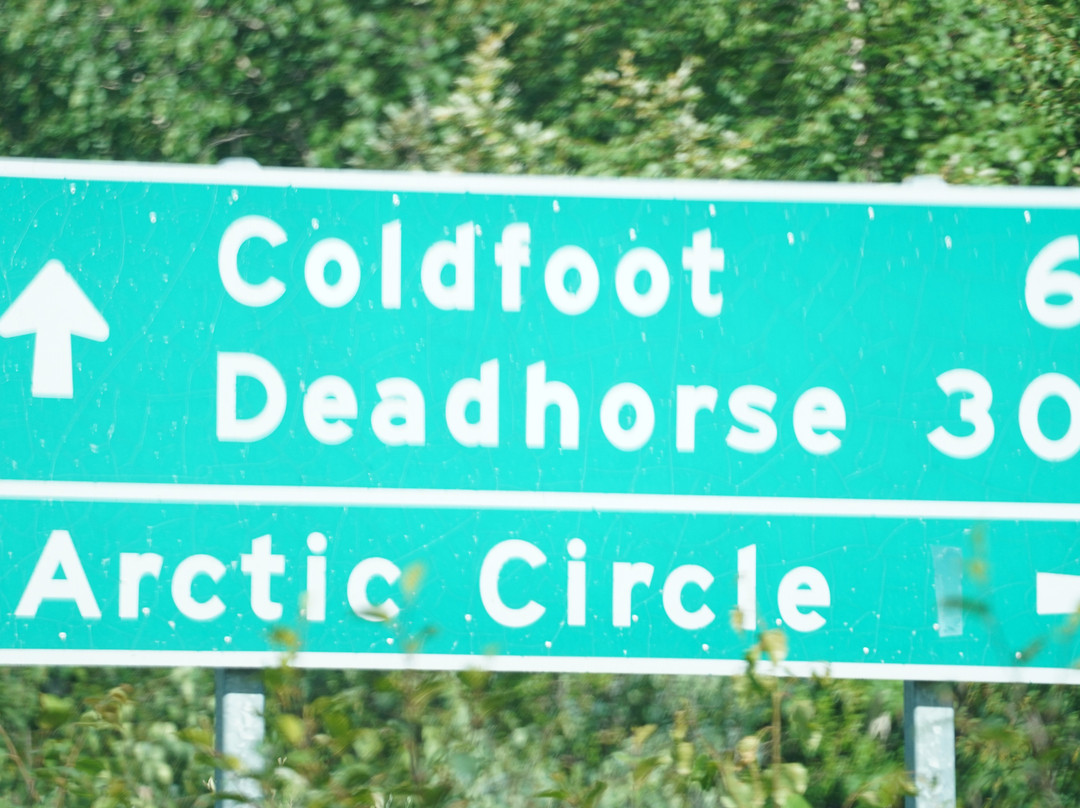 Coldfoot 6
Deadhorse 30
Arctic Circle